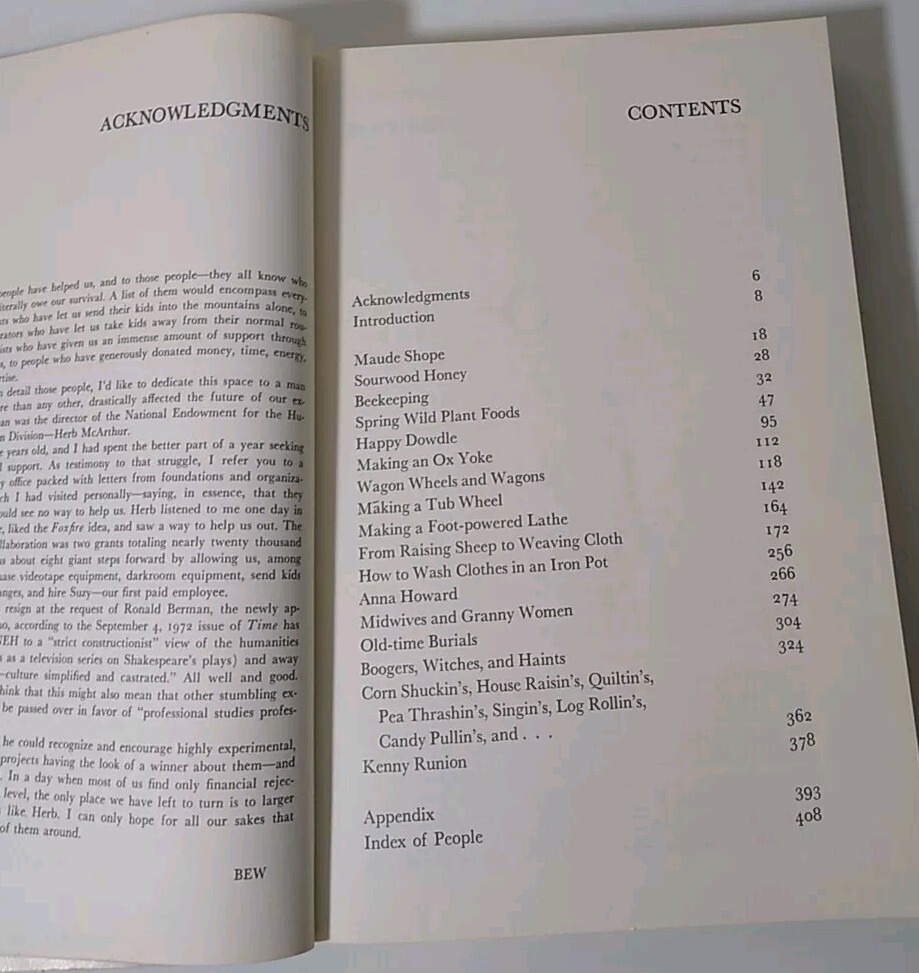 ACKNOWLEDGMENTS
people have helped us, and to those people—they all know who
literally owe our survival. A list of them would encompass every-
who have let us send their kids into the mountains alone, to
who have let us take kids away from their normal rou-
who have given us an immense amount of support through
to people who have generously donated money, time, energy,
detail those people, I'd like to dedicate this space to a man
than any other, drastically affected the future of our ex-
was the director of the National Endowment for the Hu-
Division—Herb McArthur.
years old, and I had spent the better part of a year seeking
support. As testimony to that struggle, I refer you to a
office packed with letters from foundations and organiza-
I had visited personally—saying, in essence, that they
could see no way to help us. Herb listened to me one day in
liked the Foxfire idea, and saw a way to help us out. The
was two grants totaling nearly twenty thousand
about eight giant steps forward by allowing us, among
videotape equipment, darkroom equipment, send kids
and hire Suzy—our first paid employee.
resign at the request of Ronald Berman, the newly ap-
according to the September 4, 1972 issue of Time has
to a "strict constructionist" view of the humanities
as a television series on Shakespeare's plays) and away
—culture simplified and castrated." All well and good.
think that this might also mean that other stumbling ex-
be passed over in favor of "professional studies profes-
he could recognize and encourage highly experimental,
projects having the look of a winner about them—and
In a day when most of us find only financial rejec-
level, the only place we have left to turn is to larger
like Herb. I can only hope for all our sakes that
of them around.
BEW
CONTENTS
Acknowledgments 6
Introduction 8
Maude Shope 18
Sourwood Honey 28
Beekeeping 32
Spring Wild Plant Foods 47
Happy Dowdle 95
Making an Ox Yoke 112
Wagon Wheels and Wagons 118
Making a Tub Wheel 142
Making a Foot-powered Lathe 164
From Raising Sheep to Weaving Cloth 172
How to Wash Clothes in an Iron Pot 256
Anna Howard 266
Midwives and Granny Women 274
Old-time Burials 304
Boogers, Witches, and Haints 324
Corn Shuckin's, House Raisin's, Quiltin's,
Pea Thrashin's, Singin's, Log Rollin's,
Candy Pullin's, and . . . 362
Kenny Runion 378
Appendix 393
Index of People 408